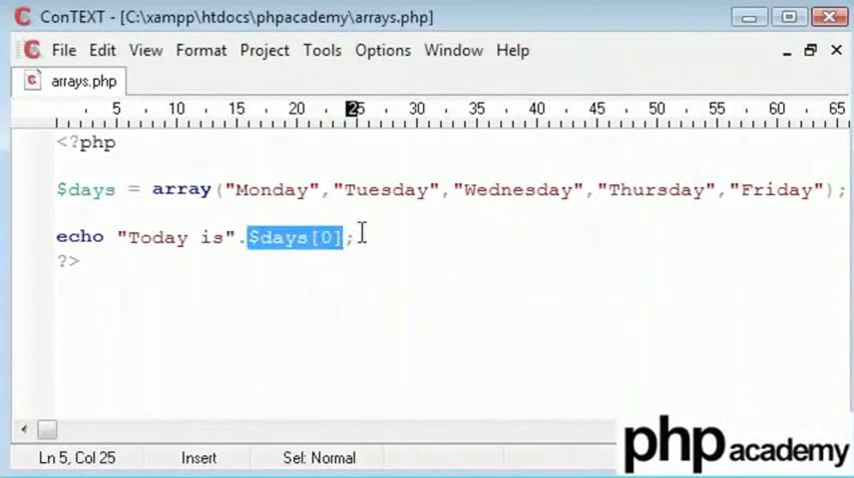 ConTEXT - [C:\xampp\htdocs\phpacademy\arrays.php]
File Edit View Format Project Tools Options Window Help
arrays.php
5 10 15 20 25 30 35 40 45 50 55 60 65
<?php
$days = array("Monday","Tuesday","Wednesday","Thursday","Friday");
echo "Today is".$days[0];
?>
php academy
Ln 5, Col 25 Insert Sel: Normal